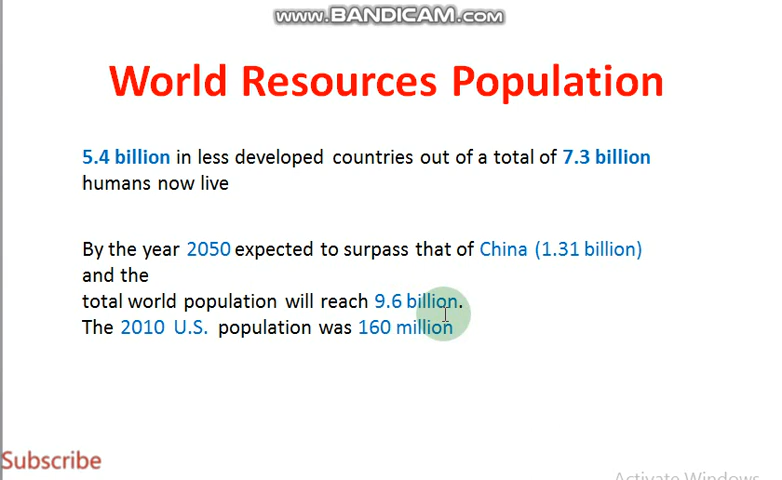 www.BANDICAM.com
World Resources Population
5.4 billion in less developed countries out of a total of 7.3 billion
humans now live
By the year 2050 expected to surpass that of China (1.31 billion)
and the
total world population will reach 9.6 billion.
The 2010 U.S. population was 160 million
Subscribe
Activate Windows